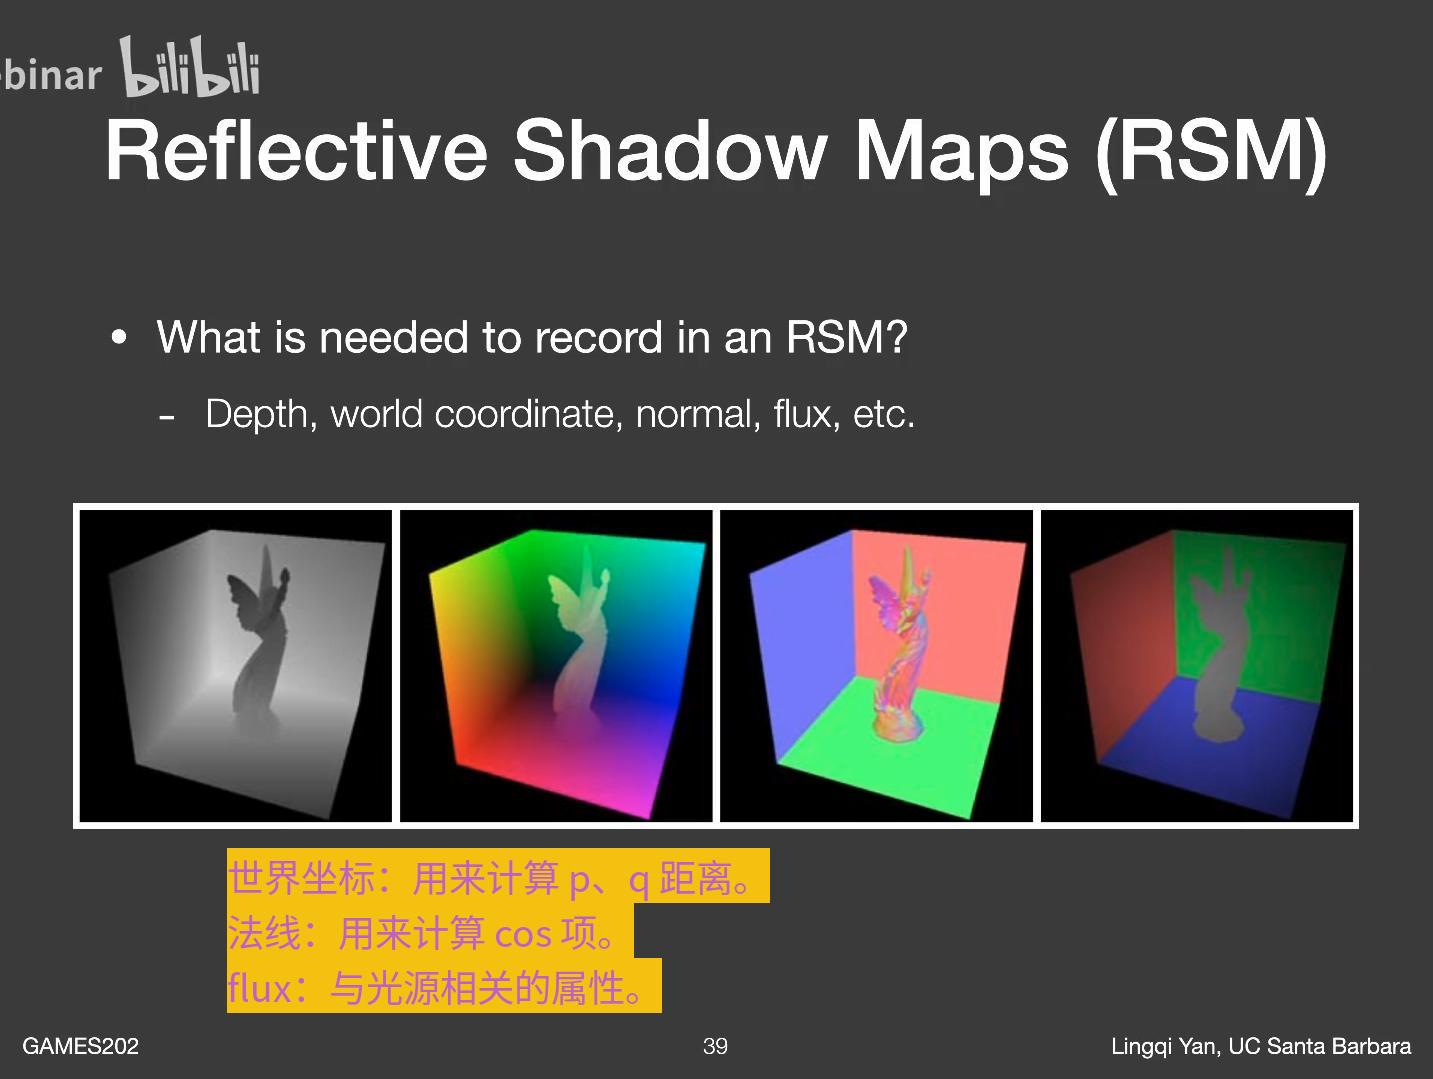 binar bilibili
Reflective Shadow Maps (RSM)
• What is needed to record in an RSM?
- Depth, world coordinate, normal, flux, etc.
世界坐标：用来计算 p、q 距离。
法线：用来计算 cos 项。
flux：与光源相关的属性。
GAMES202
39
Lingqi Yan, UC Santa Barbara